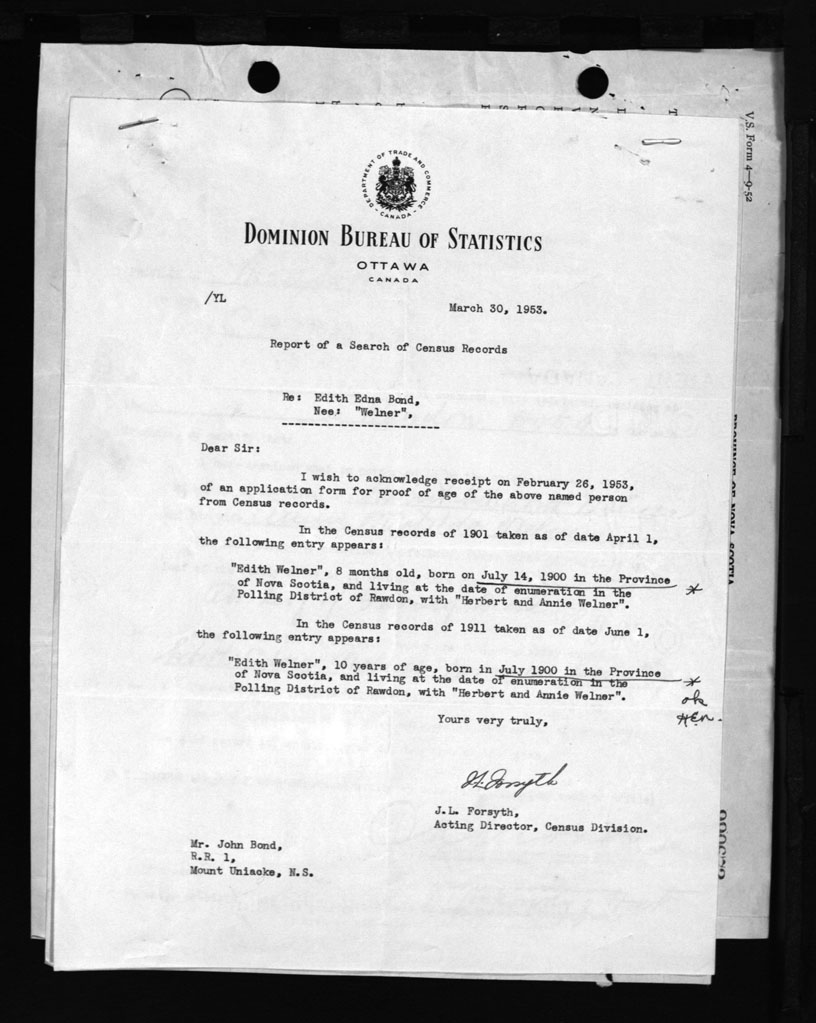 V.S. Form 4—9-52
DEPARTMENT OF TRADE AND COMMERCE
CANADA
DOMINION BUREAU OF STATISTICS
OTTAWA
CANADA
/YL
March 30, 1953.
Report of a Search of Census Records
Re: Edith Edna Bond,
Nee: "Welner",
Dear Sir:
I wish to acknowledge receipt on February 26, 1953,
of an application form for proof of age of the above named person
from Census records.
In the Census records of 1901 taken as of date April 1,
the following entry appears:
"Edith Welner", 8 months old, born on July 14, 1900 in the Province
of Nova Scotia, and living at the date of enumeration in the
Polling District of Rawdon, with "Herbert and Annie Welner".
In the Census records of 1911 taken as of date June 1,
the following entry appears:
"Edith Welner", 10 years of age, born in July 1900 in the Province
of Nova Scotia, and living at the date of enumeration in the
Polling District of Rawdon, with "Herbert and Annie Welner".
ok
Yours very truly,
J.L. Forsyth
J.L. Forsyth,
Acting Director, Census Division.
Mr. John Bond,
R.R. 1,
Mount Uniacke, N.S.
PROVINCE OF NOVA SCOTIA